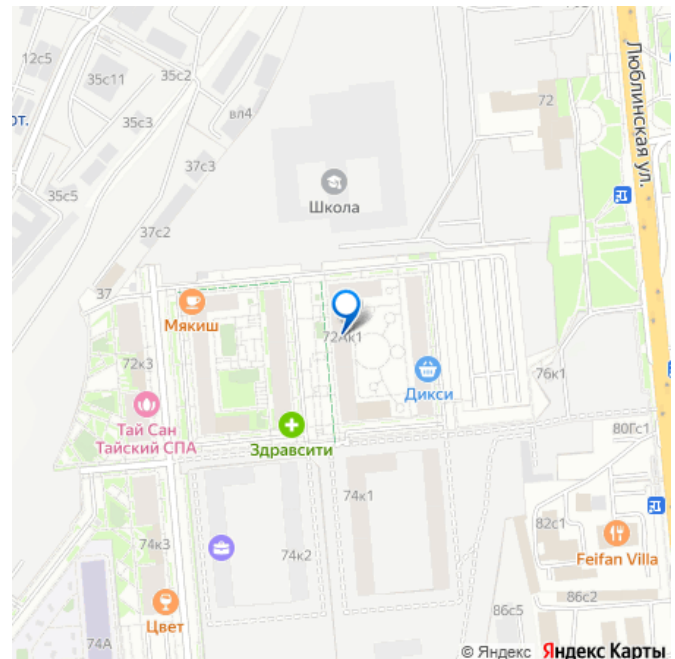 12с5
35с11
35с2
от.
35с3
вл4
72
Люблинская ул.
37с3
35с5
Школа
37с2
37
Мякиш
72Ак1
72к3
76к1
Дикси
Тай Сан
Тайский СПА
Здравсити
80Гс1
74к1
82с1
74к3
74к2
Feifan Villa
86с2
86с5
Цвет
74А
© Яндекс Яндекс Карты